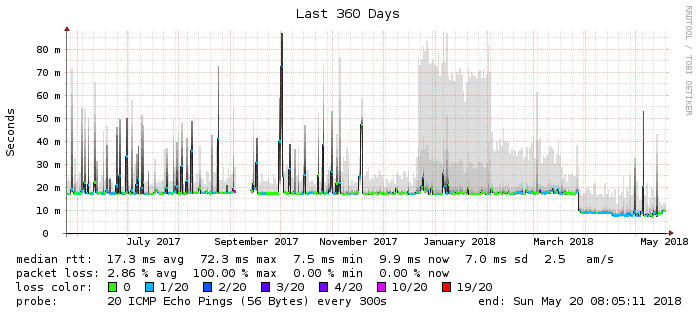 Last 360 Days
RRDTOOL / TOBI OETIKER
Seconds
80 m
70 m
60 m
50 m
40 m
30 m
20 m
10 m
0
July 2017 September 2017 November 2017 January 2018 March 2018 May 2018
median rtt: 17.3 ms avg 72.3 ms max 7.5 ms min 9.9 ms now 7.0 ms sd 2.5 am/s
packet loss: 2.86 % avg 100.00 % max 0.00 % min 0.00 % now
loss color: 0 1/20 2/20 3/20 4/20 10/20 19/20
probe: 20 ICMP Echo Pings (56 Bytes) every 300s end: Sun May 20 08:05:11 2018